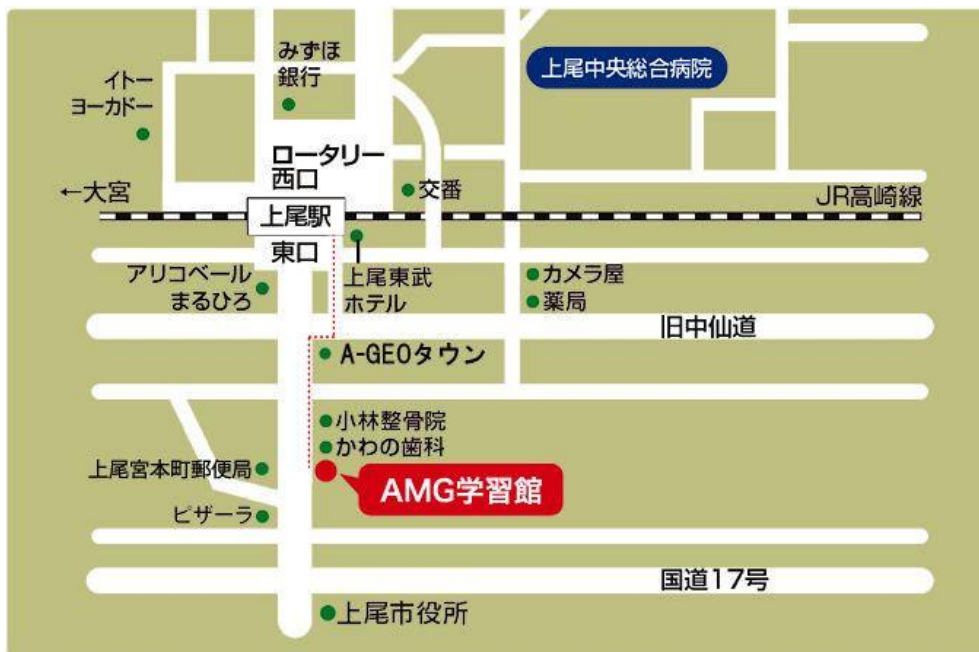 みずほ
銀行
上尾中央総合病院
イトー
ヨーカドー
ロータリー
西口
←大宮
交番
JR高崎線
上尾駅
東口
アリコベール
まるひろ
上尾東武
ホテル
カメラ屋
薬局
旧中仙道
A-GEOタウン
小林整骨院
かわの歯科
上尾宮本町郵便局
AMG学習館
ピザーラ
国道17号
上尾市役所